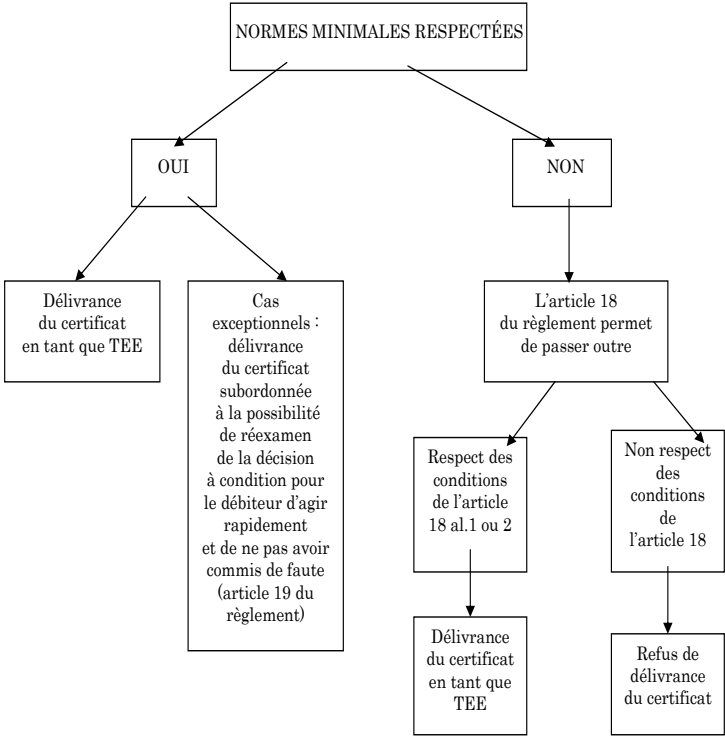 NORMES MINIMALES RESPECTÉES
OUI
NON
Délivrance
du certificat
en tant que TEE
Cas
exceptionnels :
délivrance
du certificat
subordonnée
à la possibilité
de réexamen
de la décision
à condition pour
le débiteur d'agir
rapidement
et de ne pas avoir
commis de faute
(article 19 du
règlement)
L'article 18
du règlement permet
de passer outre
Respect des
conditions
de l'article
18 al.1 ou 2
Non respect
des
conditions
de
l'article 18
Délivrance
du certificat
en tant que
TEE
Refus de
délivrance
du certificat